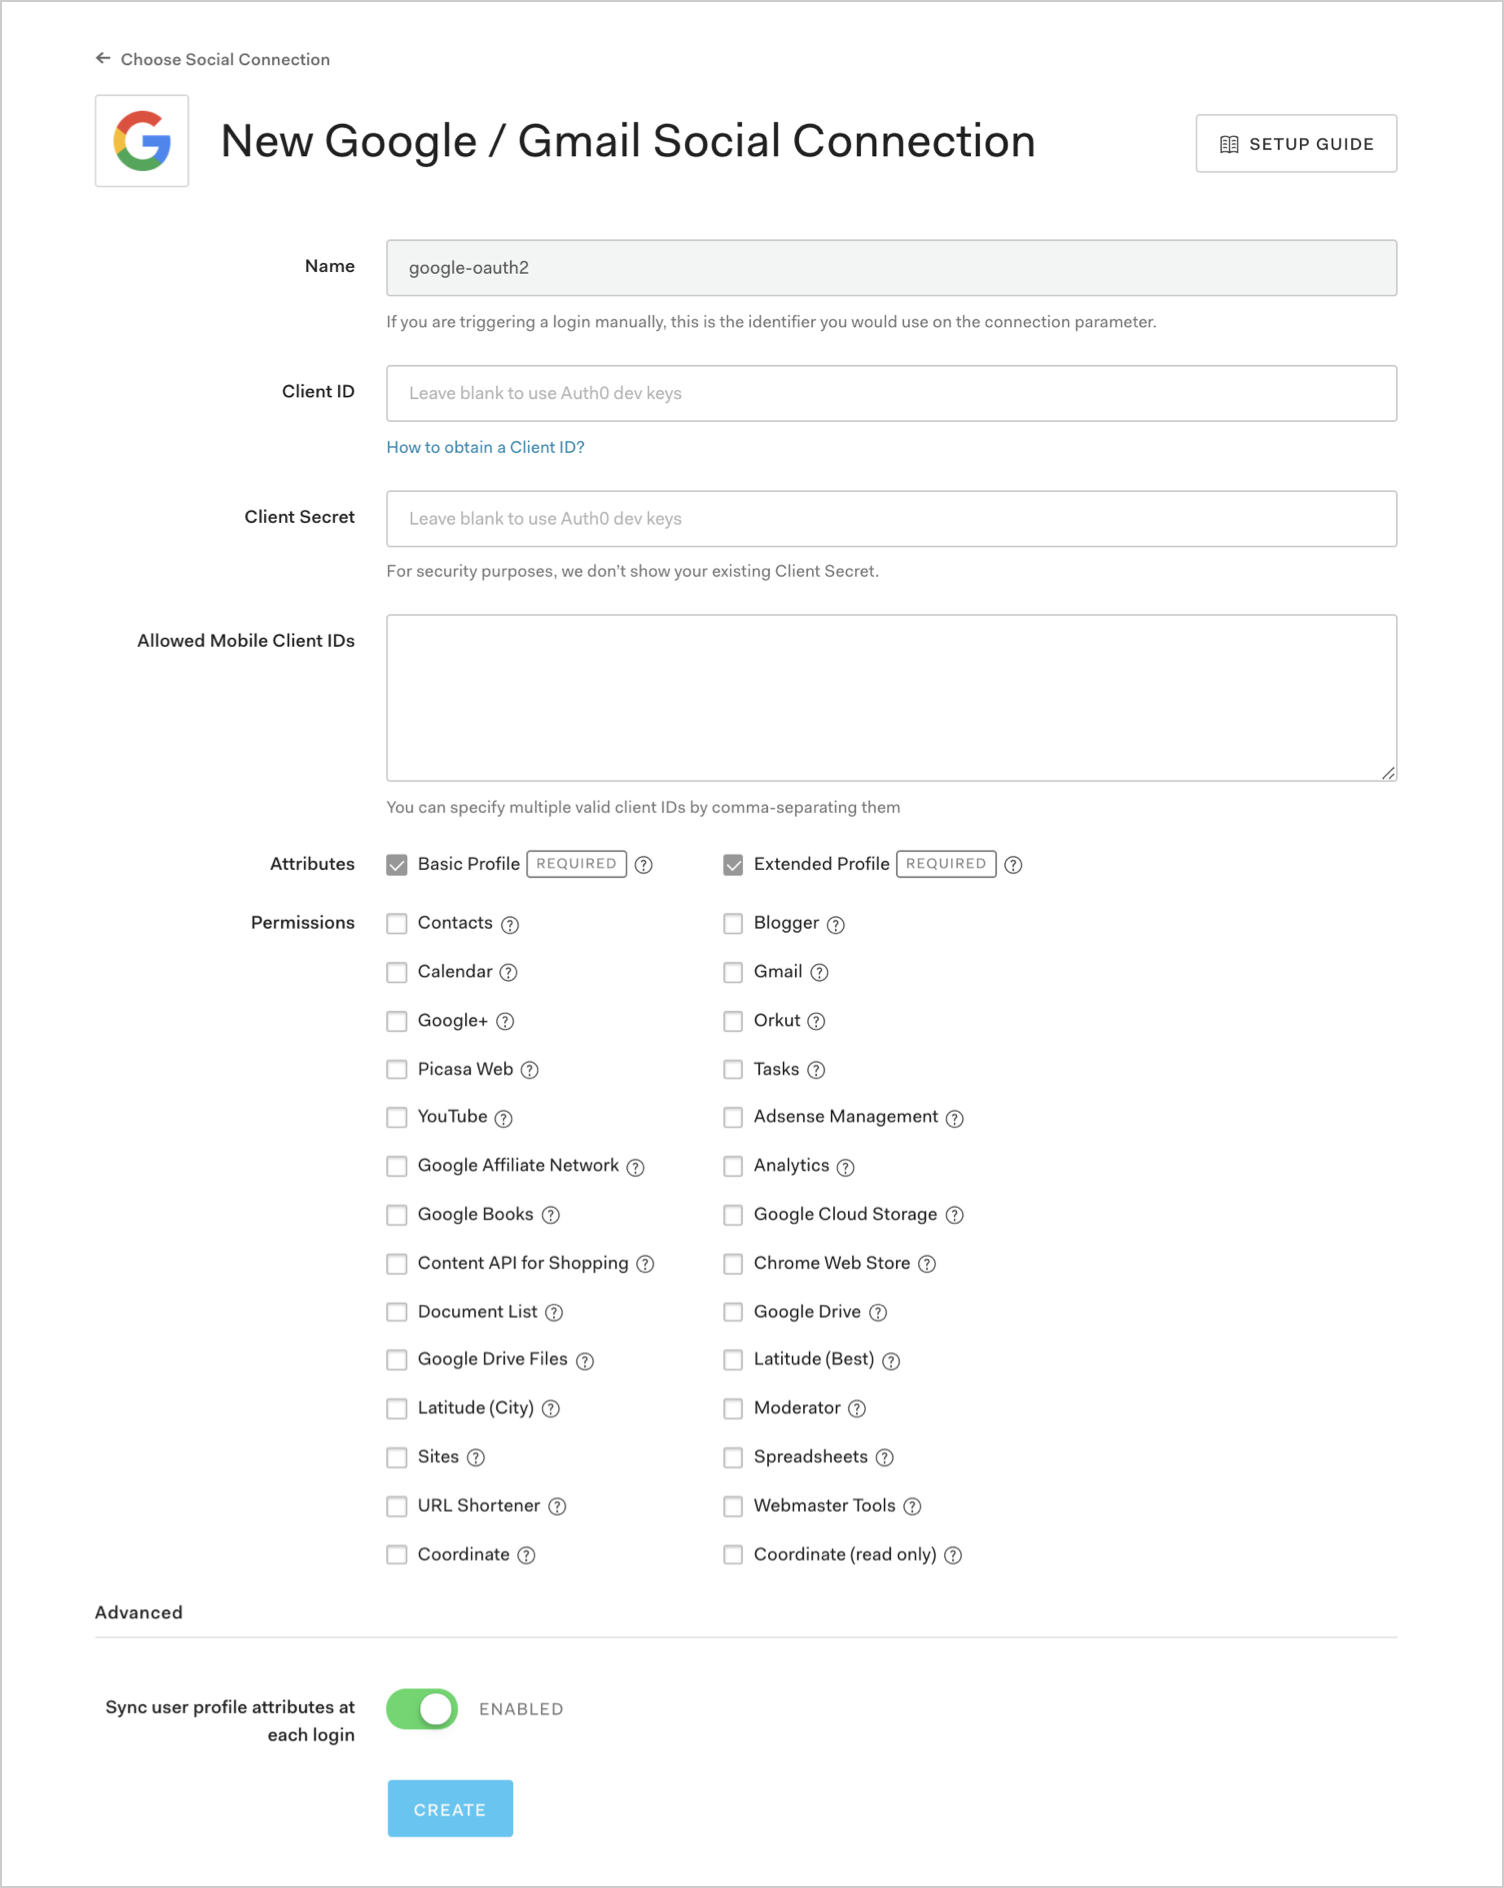 ← Choose Social Connection
New Google / Gmail Social Connection
SETUP GUIDE
Name
google-oauth2
If you are triggering a login manually, this is the identifier you would use on the connection parameter.
Client ID
Leave blank to use Auth0 dev keys
How to obtain a Client ID?
Client Secret
Leave blank to use Auth0 dev keys
For security purposes, we don't show your existing Client Secret.
Allowed Mobile Client IDs
You can specify multiple valid client IDs by comma-separating them
Attributes
Basic Profile REQUIRED ?
Extended Profile REQUIRED ?
Permissions
Contacts ?
Blogger ?
Calendar ?
Gmail ?
Google+ ?
Orkut ?
Picasa Web ?
Tasks ?
YouTube ?
Adsense Management ?
Google Affiliate Network ?
Analytics ?
Google Books ?
Google Cloud Storage ?
Content API for Shopping ?
Chrome Web Store ?
Document List ?
Google Drive ?
Google Drive Files ?
Latitude (Best) ?
Latitude (City) ?
Moderator ?
Sites ?
Spreadsheets ?
URL Shortener ?
Webmaster Tools ?
Coordinate ?
Coordinate (read only) ?
Advanced
Sync user profile attributes at
each login
ENABLED
CREATE